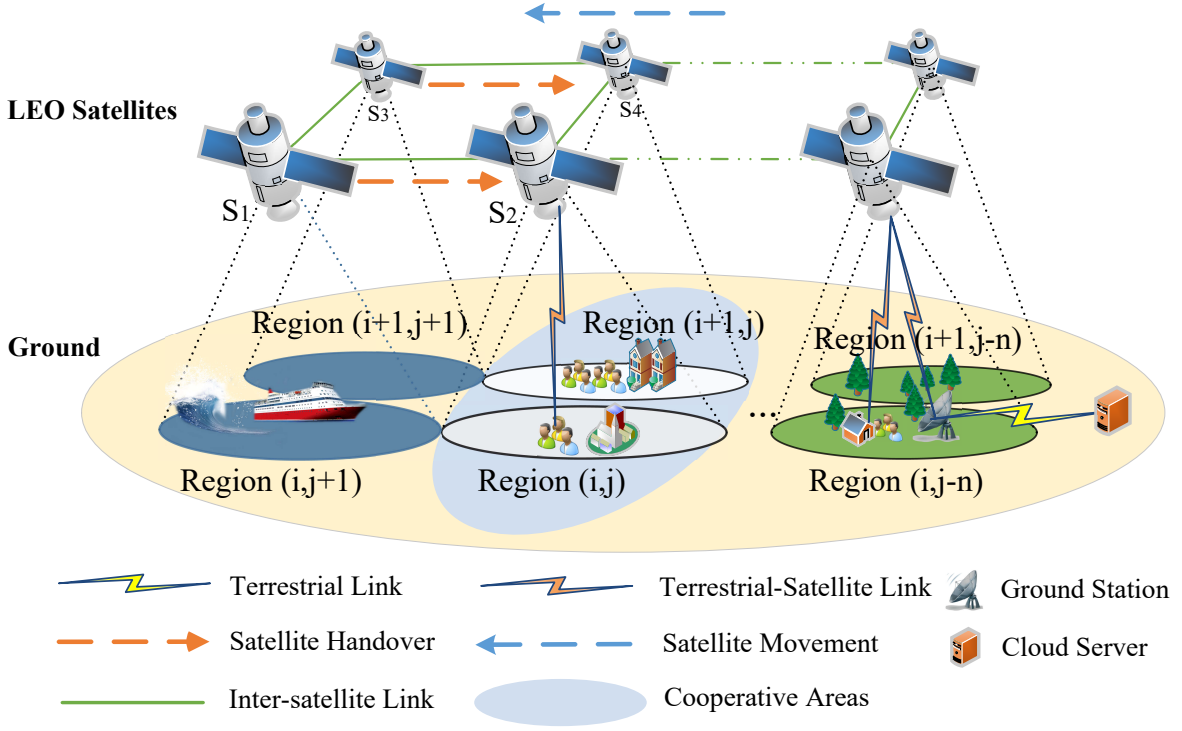 LEO Satellites
S3
S4
S1
S2
Ground
Region (i+1,j+1)
Region (i+1,j)
Region (i+1,j-n)
...
Region (i,j+1)
Region (i,j)
Region (i,j-n)
Terrestrial Link
Terrestrial-Satellite Link
Ground Station
Satellite Handover
Satellite Movement
Cloud Server
Inter-satellite Link
Cooperative Areas